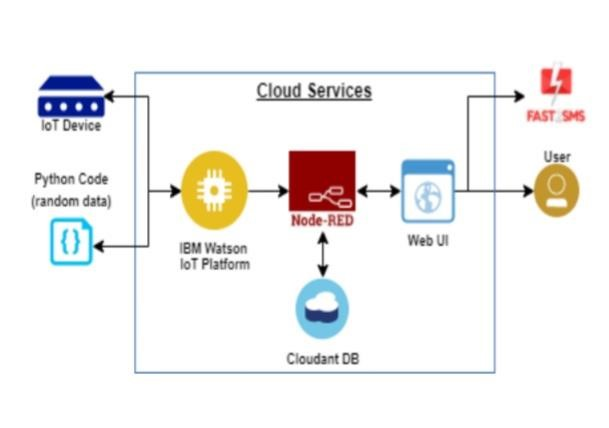 Cloud Services
IoT Device
Python Code
(random data)
IBM Watson
IoT Platform
Node-RED
Cloudant DB
Web UI
FAST2SMS
User